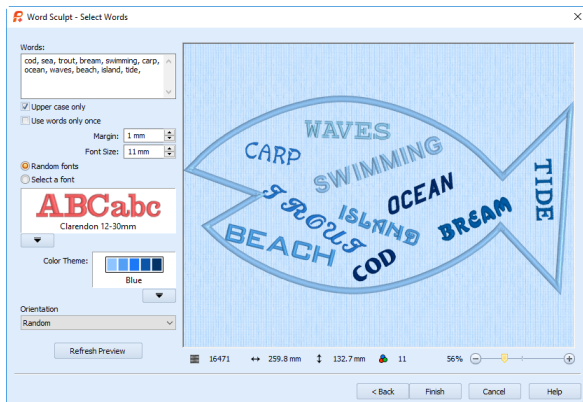 Word Sculpt - Select Words
Words:
cod, sea, trout, bream, swimming, carp,
ocean, waves, beach, island, tide,
Upper case only
Use words only once
Margin: 1 mm
Font Size: 11 mm
Random fonts
Select a font
ABCabc
Clarendon 12-30mm
Color Theme:
Blue
Orientation
Random
Refresh Preview
WAVES
CARP
SWIMMING
OCEAN
TIDE
TROUT
ISLAND
BREAM
BEACH
COD
16471 259.8 mm 132.7 mm 11 56%
< Back Finish Cancel Help